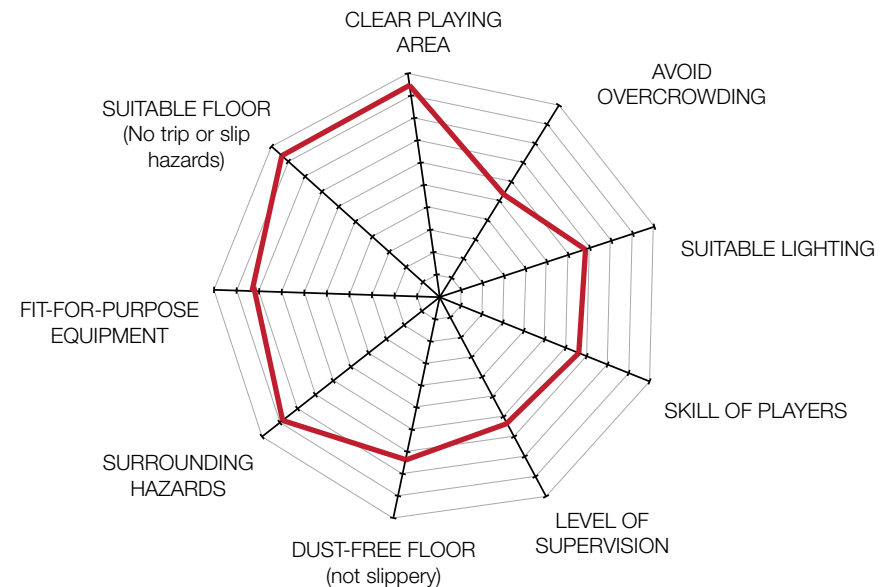 CLEAR PLAYING
AREA
AVOID
OVERCROWDING
SUITABLE FLOOR
(No trip or slip
hazards)
SUITABLE LIGHTING
FIT-FOR-PURPOSE
EQUIPMENT
SKILL OF PLAYERS
SURROUNDING
HAZARDS
LEVEL OF
SUPERVISION
DUST-FREE FLOOR
(not slippery)